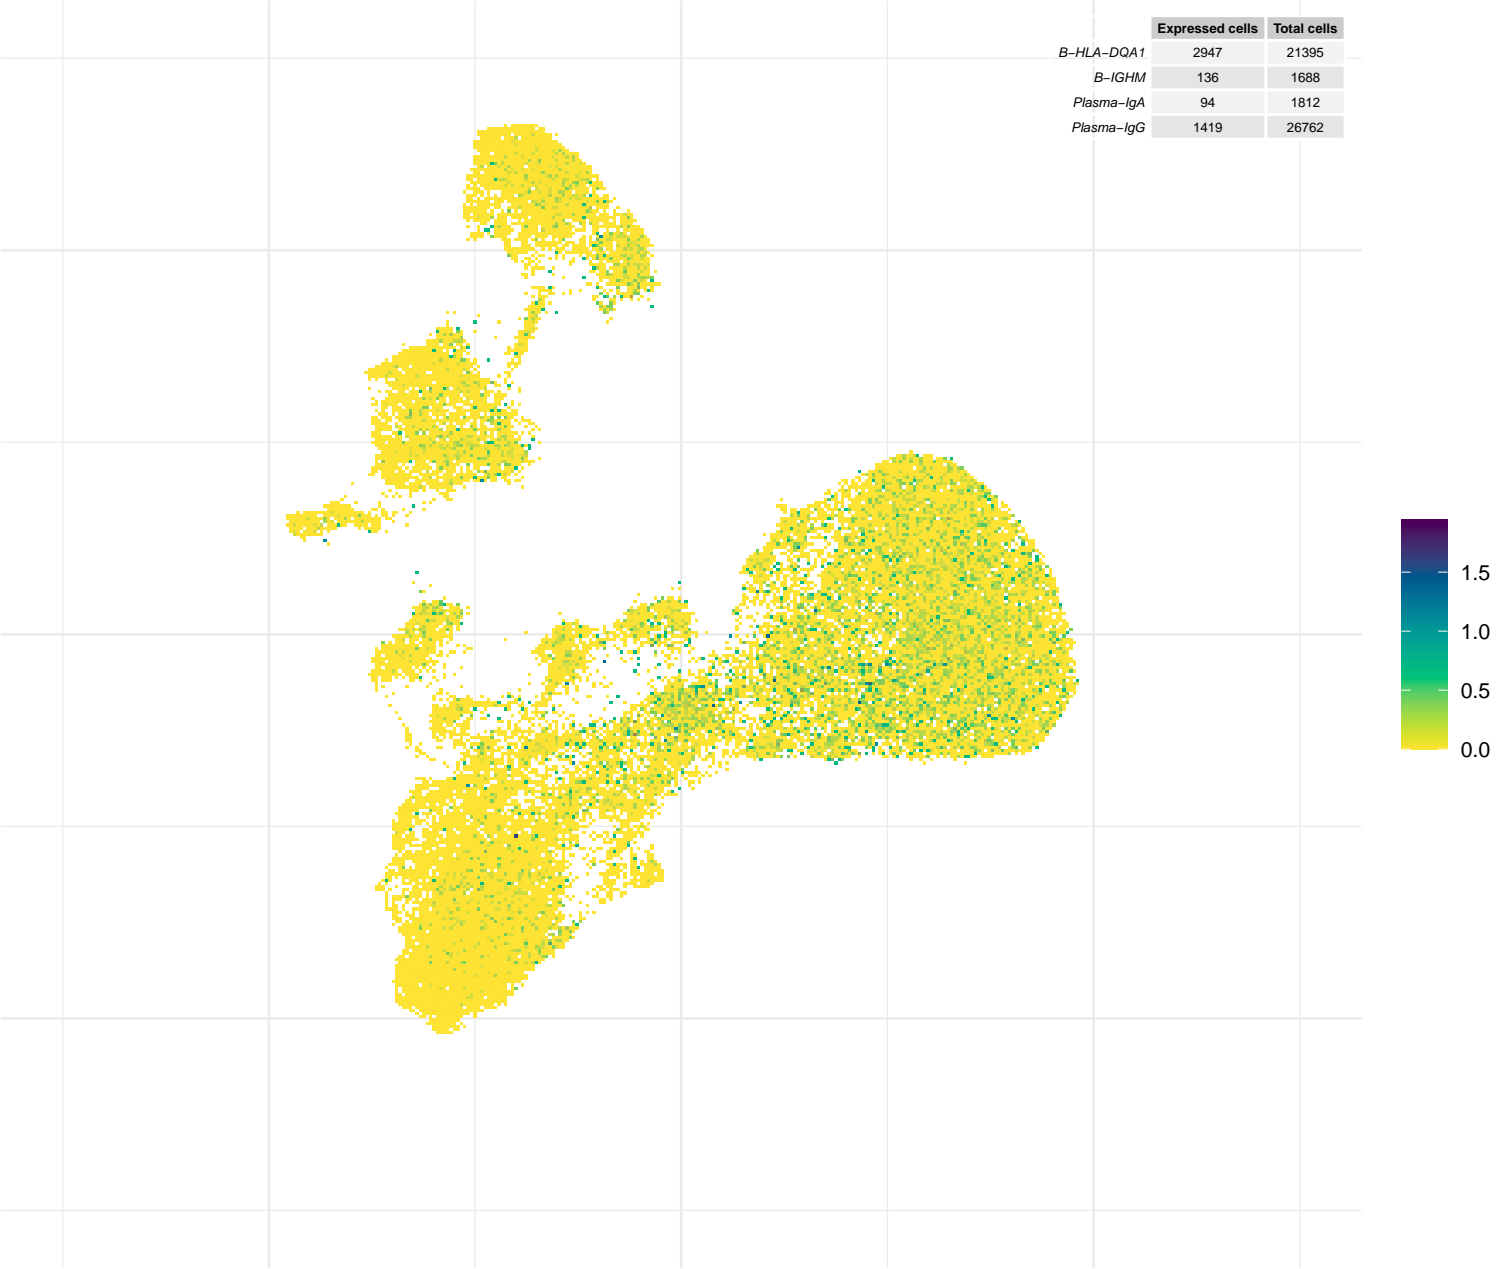 Expressed cells Total cells
B−HLA−DQA1 2947 21395
B−IGHM 136 1688
Plasma−IgA 94 1812
Plasma−IgG 1419 26762
1.5
1.0
0.5
0.0